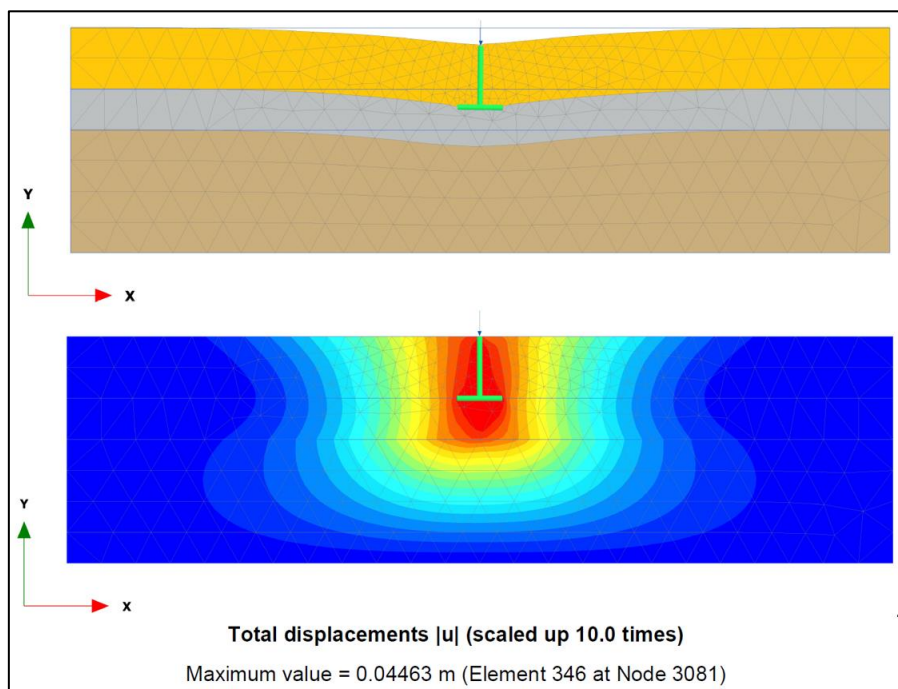 Y
X
Y
X
Total displacements |u| (scaled up 10.0 times)
Maximum value = 0.04463 m (Element 346 at Node 3081)